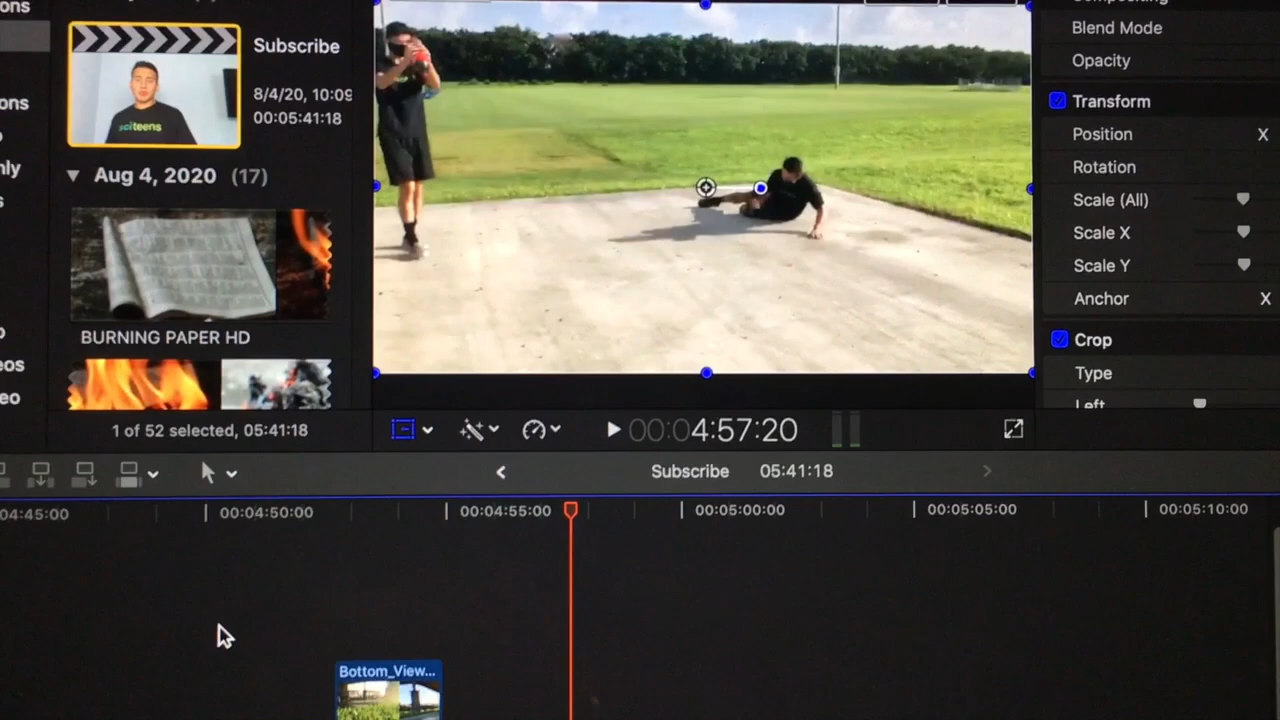 ons
Subscribe
8/4/20, 10:09
00:05:41:18
sciteens
ons
nly
s
Aug 4, 2020 (17)
BURNING PAPER HD
eos
eo
1 of 52 selected, 05:41:18
Compositing
Blend Mode
Opacity
Transform
Position X
Rotation
Scale (All)
Scale X
Scale Y
Anchor X
Crop
Type
Left
00:04:57:20
Subscribe 05:41:18
04:45:00 00:04:50:00 00:04:55:00 00:05:00:00 00:05:05:00 00:05:10:00
Bottom_View...